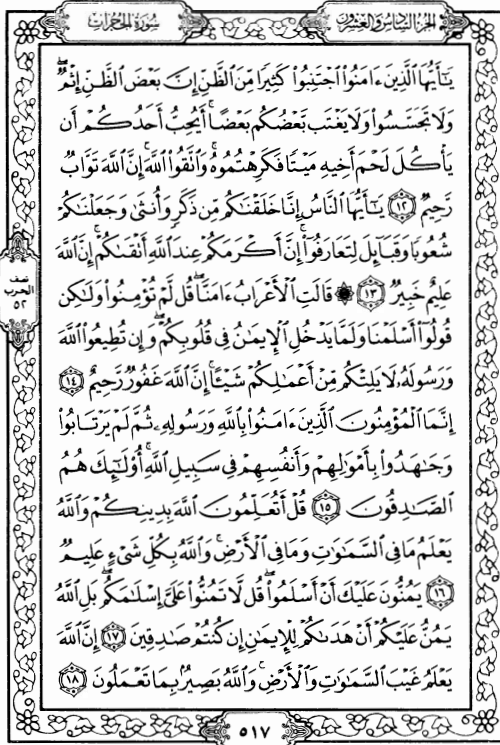 الجزء السادس والعشرون
سورة الحجرات
يَٰٓأَيُّهَا ٱلَّذِينَ ءَامَنُواْ ٱجۡتَنِبُواْ كَثِيرٗا مِّنَ ٱلظَّنِّ إِنَّ بَعۡضَ ٱلظَّنِّ إِثۡمٞۖ
وَلَا تَجَسَّسُواْ وَلَا يَغۡتَب بَّعۡضُكُم بَعۡضًاۚ أَيُحِبُّ أَحَدُكُمۡ أَن
يَأۡكُلَ لَحۡمَ أَخِيهِ مَيۡتٗا فَكَرِهۡتُمُوهُۚ وَٱتَّقُواْ ٱللَّهَۚ إِنَّ ٱللَّهَ تَوَّابٞ
رَّحِيمٞ ١٢ يَٰٓأَيُّهَا ٱلنَّاسُ إِنَّا خَلَقۡنَٰكُم مِّن ذَكَرٖ وَأُنثَىٰ وَجَعَلۡنَٰكُمۡ
شُعُوبٗا وَقَبَآئِلَ لِتَعَارَفُوٓاْۚ إِنَّ أَكۡرَمَكُمۡ عِندَ ٱللَّهِ أَتۡقَىٰكُمۡۚ إِنَّ ٱللَّهَ
عَلِيمٌ خَبِيرٞ ١٣ ۞ قَالَتِ ٱلۡأَعۡرَابُ ءَامَنَّاۖ قُل لَّمۡ تُؤۡمِنُواْ وَلَٰكِن
قُولُوٓاْ أَسۡلَمۡنَا وَلَمَّا يَدۡخُلِ ٱلۡإِيمَٰنُ فِي قُلُوبِكُمۡۖ وَإِن تُطِيعُواْ ٱللَّهَ
وَرَسُولَهُۥ لَا يَلِتۡكُم مِّنۡ أَعۡمَٰلِكُمۡ شَيۡـًٔاۚ إِنَّ ٱللَّهَ غَفُورٞ رَّحِيمٌ ١٤
إِنَّمَا ٱلۡمُؤۡمِنُونَ ٱلَّذِينَ ءَامَنُواْ بِٱللَّهِ وَرَسُولِهِۦ ثُمَّ لَمۡ يَرۡتَابُواْ
وَجَٰهَدُواْ بِأَمۡوَٰلِهِمۡ وَأَنفُسِهِمۡ فِي سَبِيلِ ٱللَّهِۚ أُوْلَٰٓئِكَ هُمُ
ٱلصَّٰدِقُونَ ١٥ قُلۡ أَتُعَلِّمُونَ ٱللَّهَ بِدِينِكُمۡ وَٱللَّهُ
يَعۡلَمُ مَا فِي ٱلسَّمَٰوَٰتِ وَمَا فِي ٱلۡأَرۡضِۚ وَٱللَّهُ بِكُلِّ شَيۡءٍ عَلِيمٞ
١٦ يَمُنُّونَ عَلَيۡكَ أَنۡ أَسۡلَمُواْۖ قُل لَّا تَمُنُّواْ عَلَيَّ إِسۡلَٰمَكُمۖ بَلِ ٱللَّهُ
يَمُنُّ عَلَيۡكُمۡ أَنۡ هَدَىٰكُمۡ لِلۡإِيمَٰنِ إِن كُنتُمۡ صَٰدِقِينَ ١٧ إِنَّ ٱللَّهَ
يَعۡلَمُ غَيۡبَ ٱلسَّمَٰوَٰتِ وَٱلۡأَرۡضِۚ وَٱللَّهُ بَصِيرُۢ بِمَا تَعۡمَلُونَ ١٨
نصف
الحزب
٥٢
٥١٧